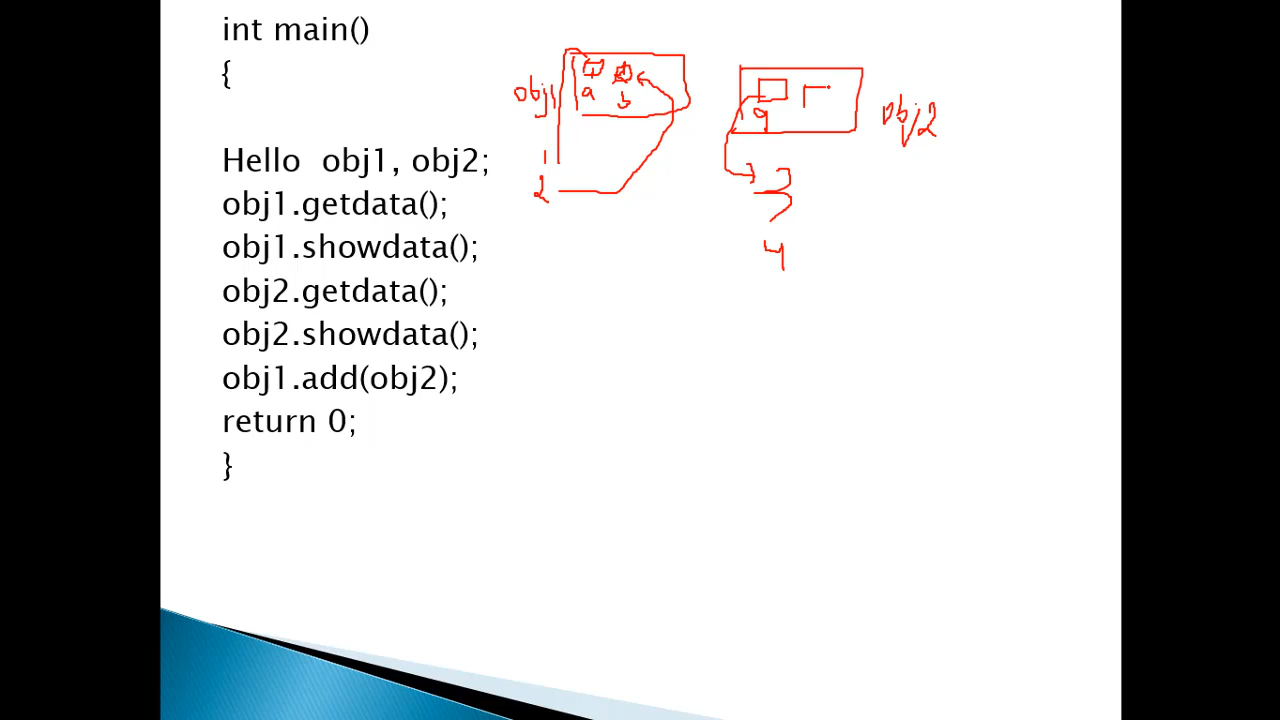 int main()
{
Hello obj1, obj2;
obj1.getdata();
obj1.showdata();
obj2.getdata();
obj2.showdata();
obj1.add(obj2);
return 0;
}
obj1
a b
1
2
a
obj2
3
4